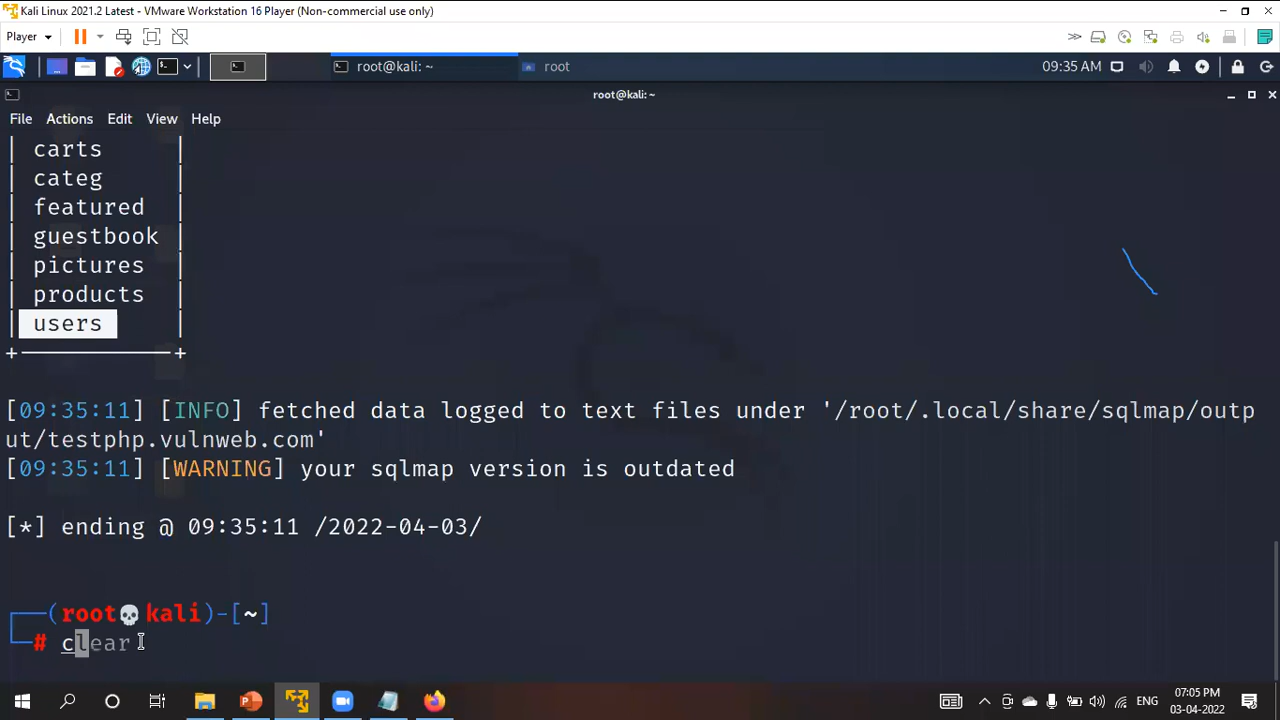 Kali Linux 2021.2 Latest - VMware Workstation 16 Player (Non-commercial use only)
Player
root@kali: ~
root
09:35 AM
root@kali:~
File Actions Edit View Help
| carts |
| categ |
| featured |
| guestbook |
| pictures |
| products |
| users |
[09:35:11] [INFO] fetched data logged to text files under '/root/.local/share/sqlmap/outp
ut/testphp.vulnweb.com'
[09:35:11] [WARNING] your sqlmap version is outdated
[*] ending @ 09:35:11 /2022-04-03/
(root💀kali)-[~]
# clear
ENG
07:05 PM
03-04-2022